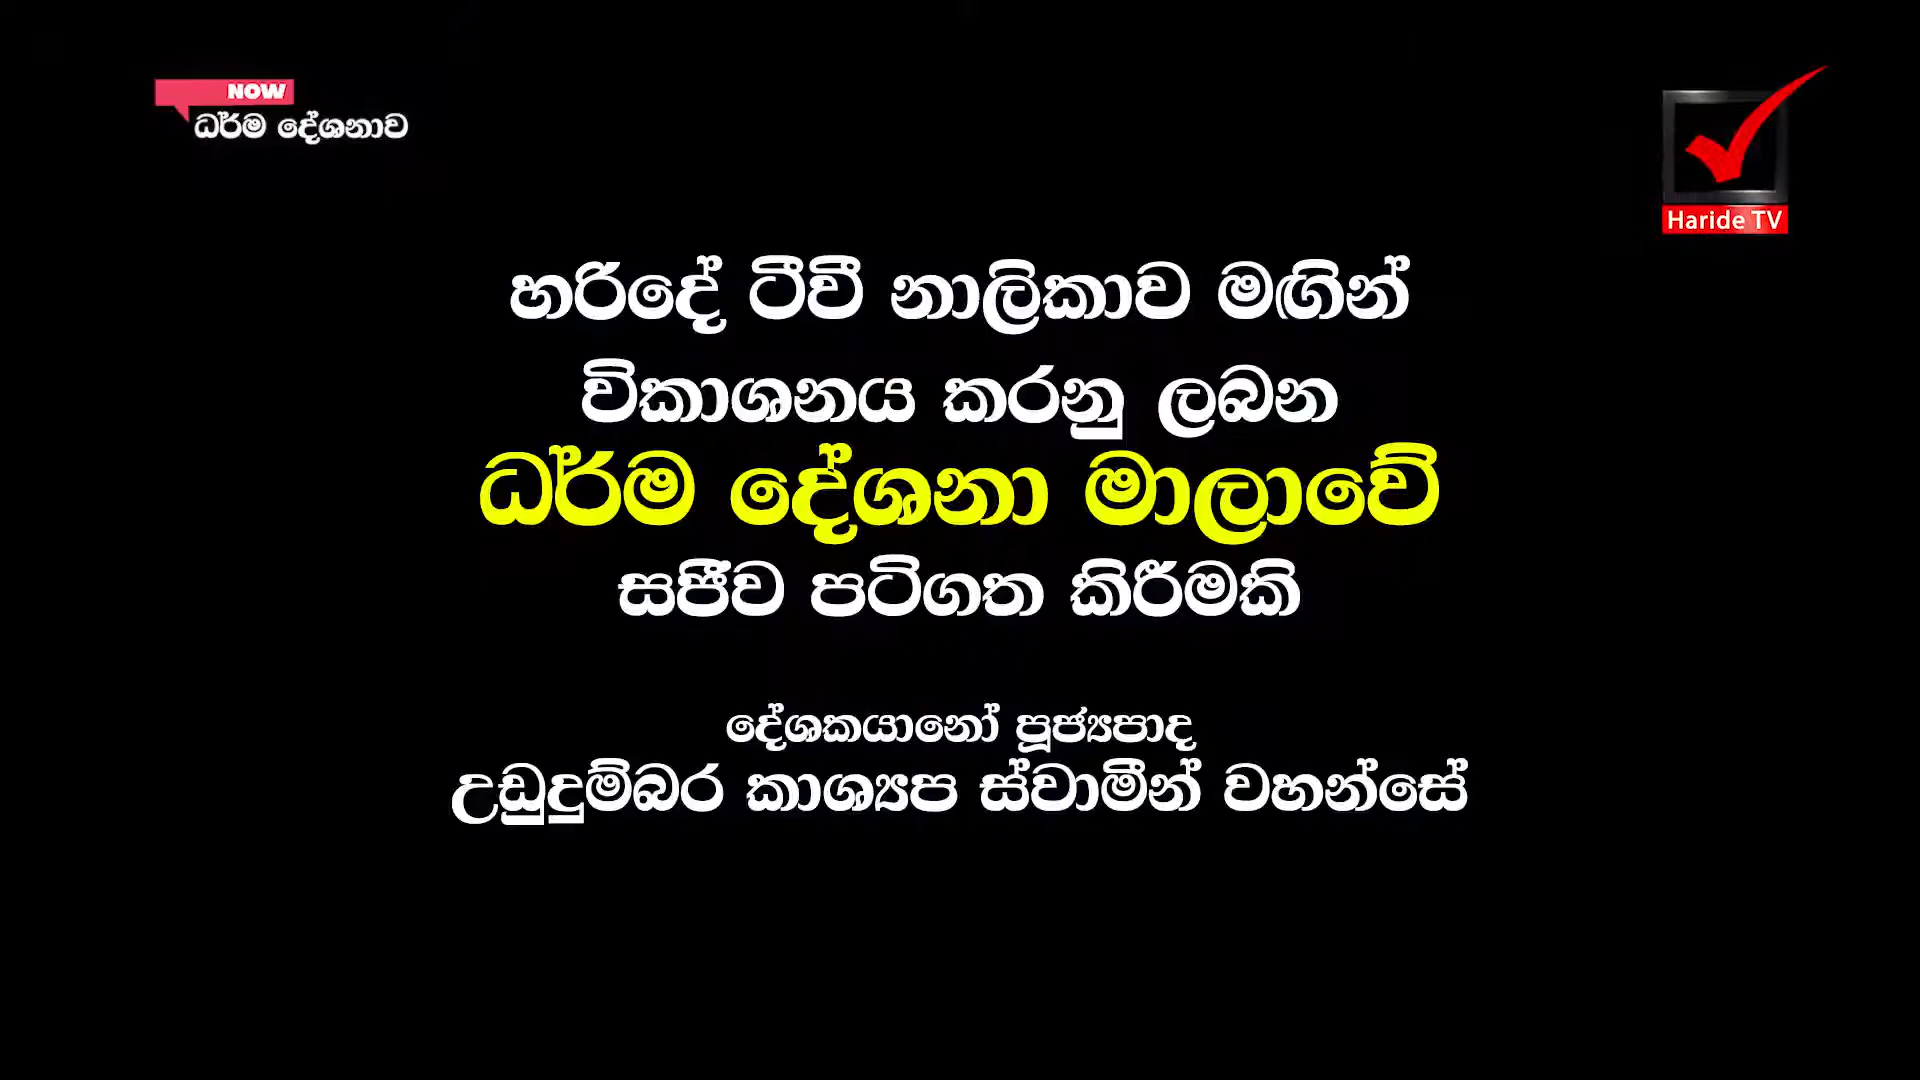 NOW
ධර්ම දේශනාව
Haride TV
හරිදේ ටීවී නාලිකාව මඟින්
විකාශනය කරනු ලබන
ධර්ම දේශනා මාලාවේ
සජීව පටිගත කිරීමකි
දේශකයානෝ පූජ්‍යපාද
උඩුදුම්බර කාශ්‍යප ස්වාමීන් වහන්සේ